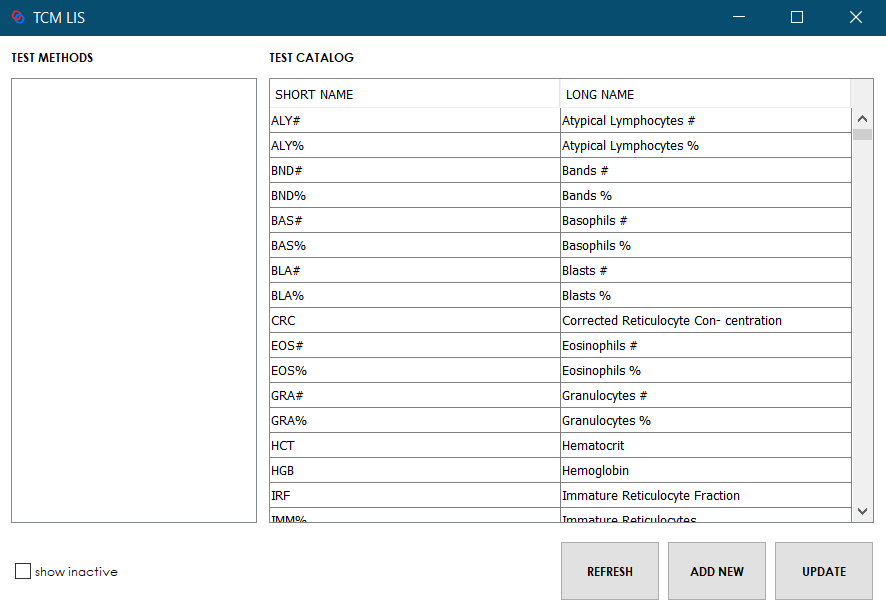 TCM LIS
TEST METHODS
TEST CATALOG
SHORT NAME LONG NAME
ALY# Atypical Lymphocytes #
ALY% Atypical Lymphocytes %
BND# Bands #
BND% Bands %
BAS# Basophils #
BAS% Basophils %
BLA# Blasts #
BLA% Blasts %
CRC Corrected Reticulocyte Con- centration
EOS# Eosinophils #
EOS% Eosinophils %
GRA# Granulocytes #
GRA% Granulocytes %
HCT Hematocrit
HGB Hemoglobin
IRF Immature Reticulocyte Fraction
IMM% Immature Reticulocytes
show inactive
REFRESH
ADD NEW
UPDATE